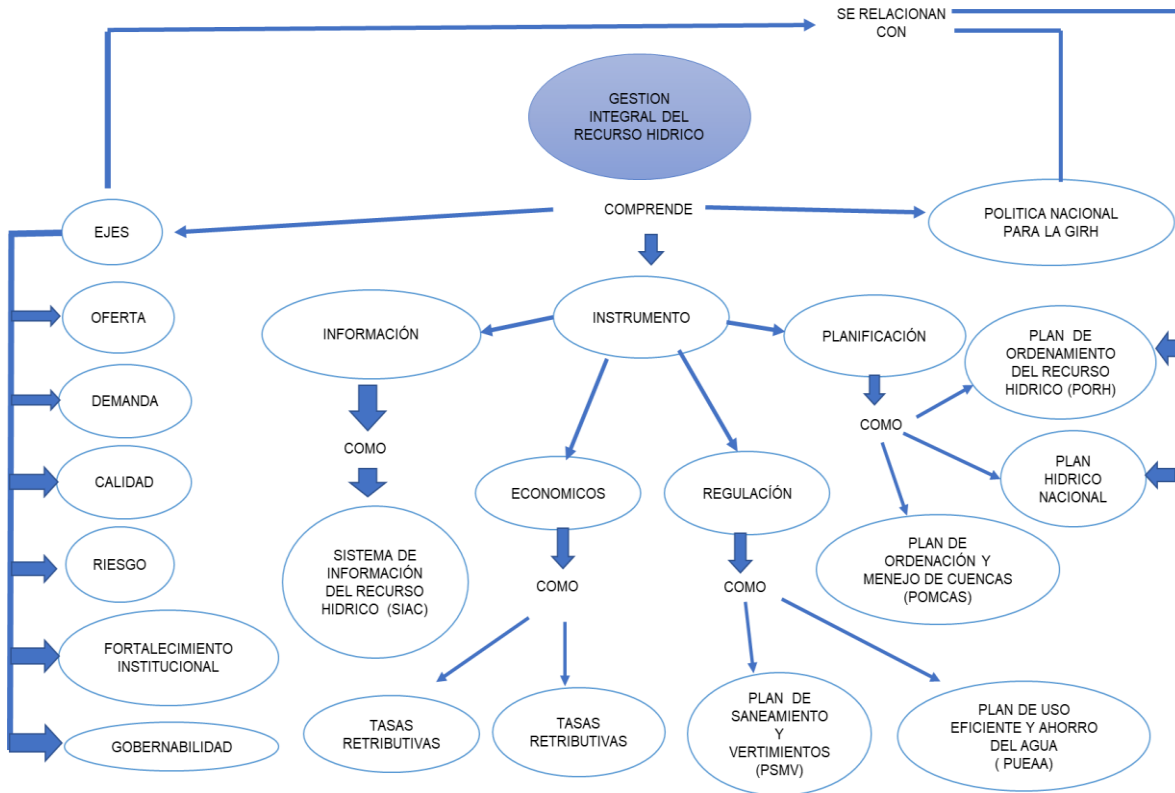 SE RELACIONAN
CON
GESTION
INTEGRAL DEL
RECURSO HIDRICO
COMPRENDE
EJES
POLITICA NACIONAL
PARA LA GIRH
OFERTA
INFORMACIÓN
INSTRUMENTO
PLANIFICACIÓN
PLAN DE
ORDENAMIENTO
DEL RECURSO
HIDRICO (PORH)
DEMANDA
COMO
COMO
CALIDAD
ECONOMICOS
REGULACÍÓN
PLAN
HIDRICO
NACIONAL
RIESGO
SISTEMA DE
INFORMACIÓN
DEL RECURSO
HIDRICO (SIAC)
COMO
COMO
PLAN DE
ORDENACIÓN Y
MENEJO DE CUENCAS
(POMCAS)
FORTALECIMIENTO
INSTITUCIONAL
GOBERNABILIDAD
TASAS
RETRIBUTIVAS
TASAS
RETRIBUTIVAS
PLAN DE
SANEAMIENTO
Y
VERTIMIENTOS
(PSMV)
PLAN DE USO
EFICIENTE Y AHORRO
DEL AGUA
( PUEAA)